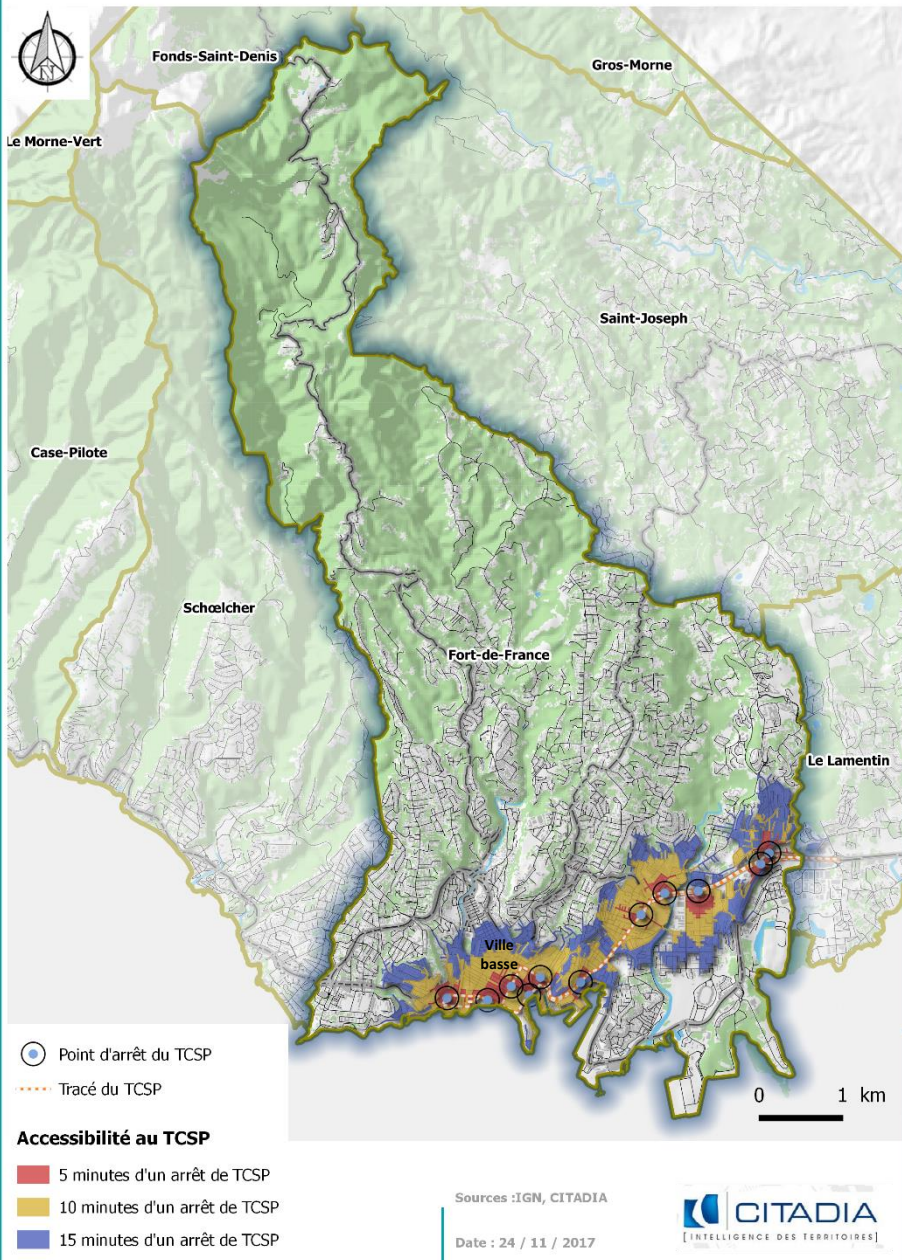 Fonds-Saint-Denis
Gros-Morne
Le Morne-Vert
Saint-Joseph
Case-Pilote
Schœlcher
Fort-de-France
Le Lamentin
Ville
basse
Point d'arrêt du TCSP
Tracé du TCSP
0 1 km
Accessibilité au TCSP
5 minutes d'un arrêt de TCSP
10 minutes d'un arrêt de TCSP
15 minutes d'un arrêt de TCSP
Sources :IGN, CITADIA
Date : 24 / 11 / 2017
CITADIA
[INTELLIGENCE DES TERRITOIRES]